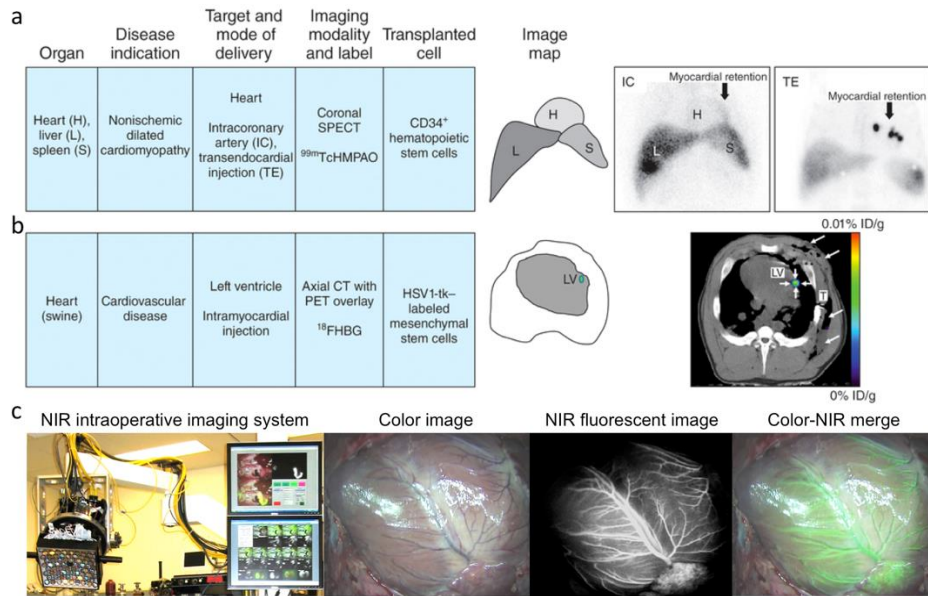 a
Organ
Disease
indication
Target and
mode of
delivery
Imaging
modality
and label
Transplanted
cell
Image
map
Heart (H),
liver (L),
spleen (S)
Nonischemic
dilated
cardiomyopathy
Heart
Intracoronary
artery (IC),
transendocardial
injection (TE)
Coronal
SPECT
99mTcHMPAO
CD34+
hematopoietic
stem cells
H
L
S
IC
Myocardial retention
H
L
S
TE
Myocardial retention
b
Heart
(swine)
Cardiovascular
disease
Left ventricle
Intramyocardial
injection
Axial CT with
PET overlay
18FHBG
HSV1-tk–
labeled
mesenchymal
stem cells
LV
0.01% ID/g
LV
T
0% ID/g
c
NIR intraoperative imaging system
Color image
NIR fluorescent image
Color-NIR merge